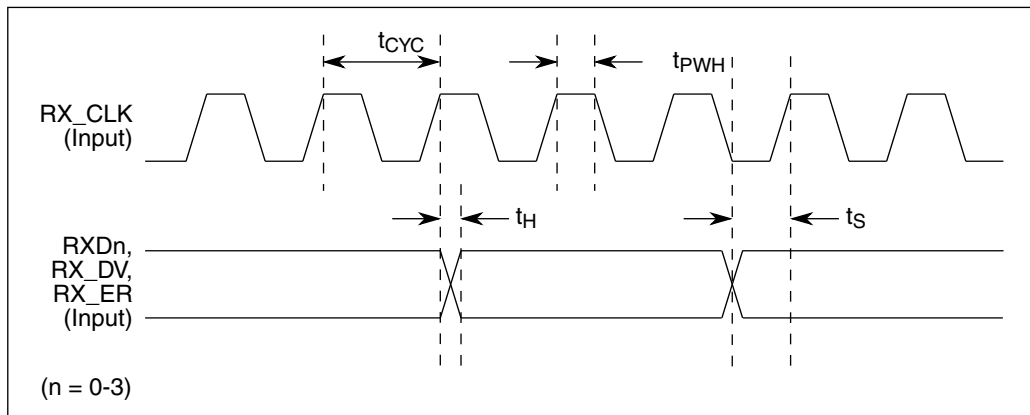 tCYC
tPWH
RX_CLK
(Input)
tH
tS
RXDn,
RX_DV,
RX_ER
(Input)
(n = 0-3)